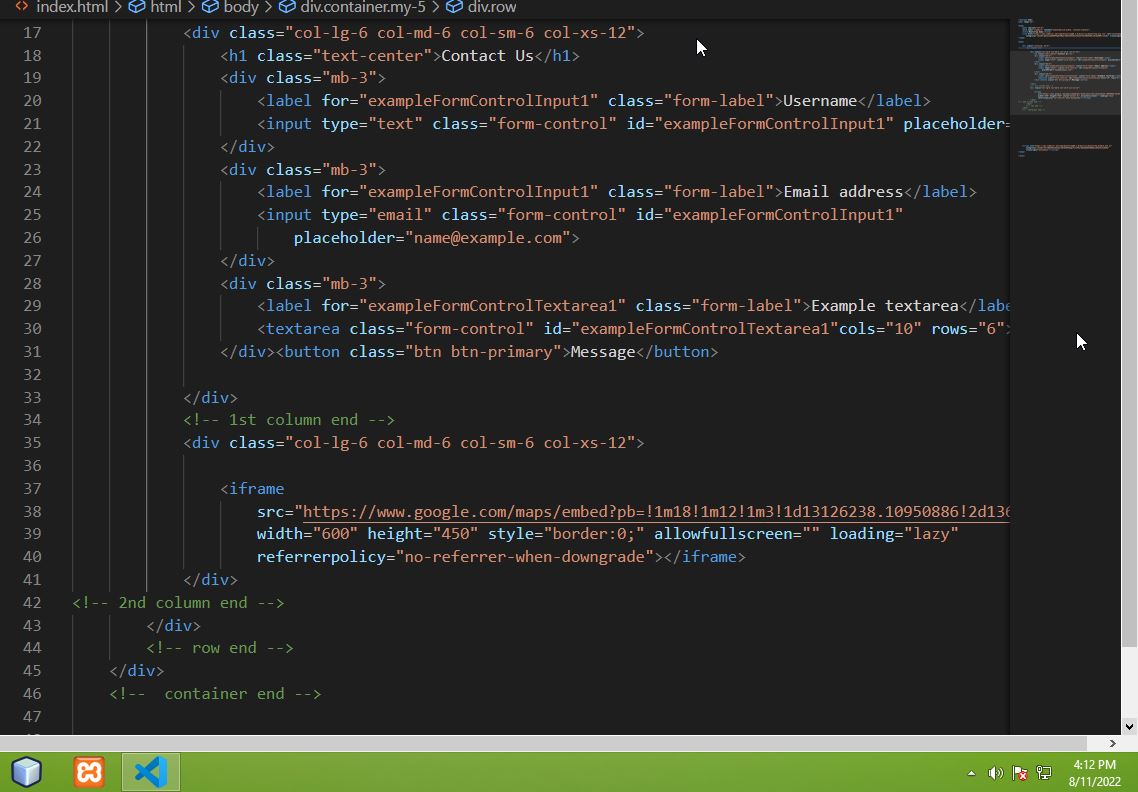 <> index.html > html > body > div.container.my-5 > div.row
17 <div class="col-lg-6 col-md-6 col-sm-6 col-xs-12">
18 <h1 class="text-center">Contact Us</h1>
19 <div class="mb-3">
20 <label for="exampleFormControlInput1" class="form-label">Username</label>
21 <input type="text" class="form-control" id="exampleFormControlInput1" placeholder=
22 </div>
23 <div class="mb-3">
24 <label for="exampleFormControlInput1" class="form-label">Email address</label>
25 <input type="email" class="form-control" id="exampleFormControlInput1"
26 placeholder="name@example.com">
27 </div>
28 <div class="mb-3">
29 <label for="exampleFormControlTextarea1" class="form-label">Example textarea</labe
30 <textarea class="form-control" id="exampleFormControlTextarea1"cols="10" rows="6">
31 </div><button class="btn btn-primary">Message</button>
32
33 </div>
34 <!-- 1st column end -->
35 <div class="col-lg-6 col-md-6 col-sm-6 col-xs-12">
36
37 <iframe
38 src="https://www.google.com/maps/embed?pb=!1m18!1m12!1m3!1d13126238.10950886!2d136
39 width="600" height="450" style="border:0;" allowfullscreen="" loading="lazy"
40 referrerpolicy="no-referrer-when-downgrade"></iframe>
41 </div>
42 <!-- 2nd column end -->
43 </div>
44 <!-- row end -->
45 </div>
46 <!--  container end -->
47
4:12 PM
8/11/2022